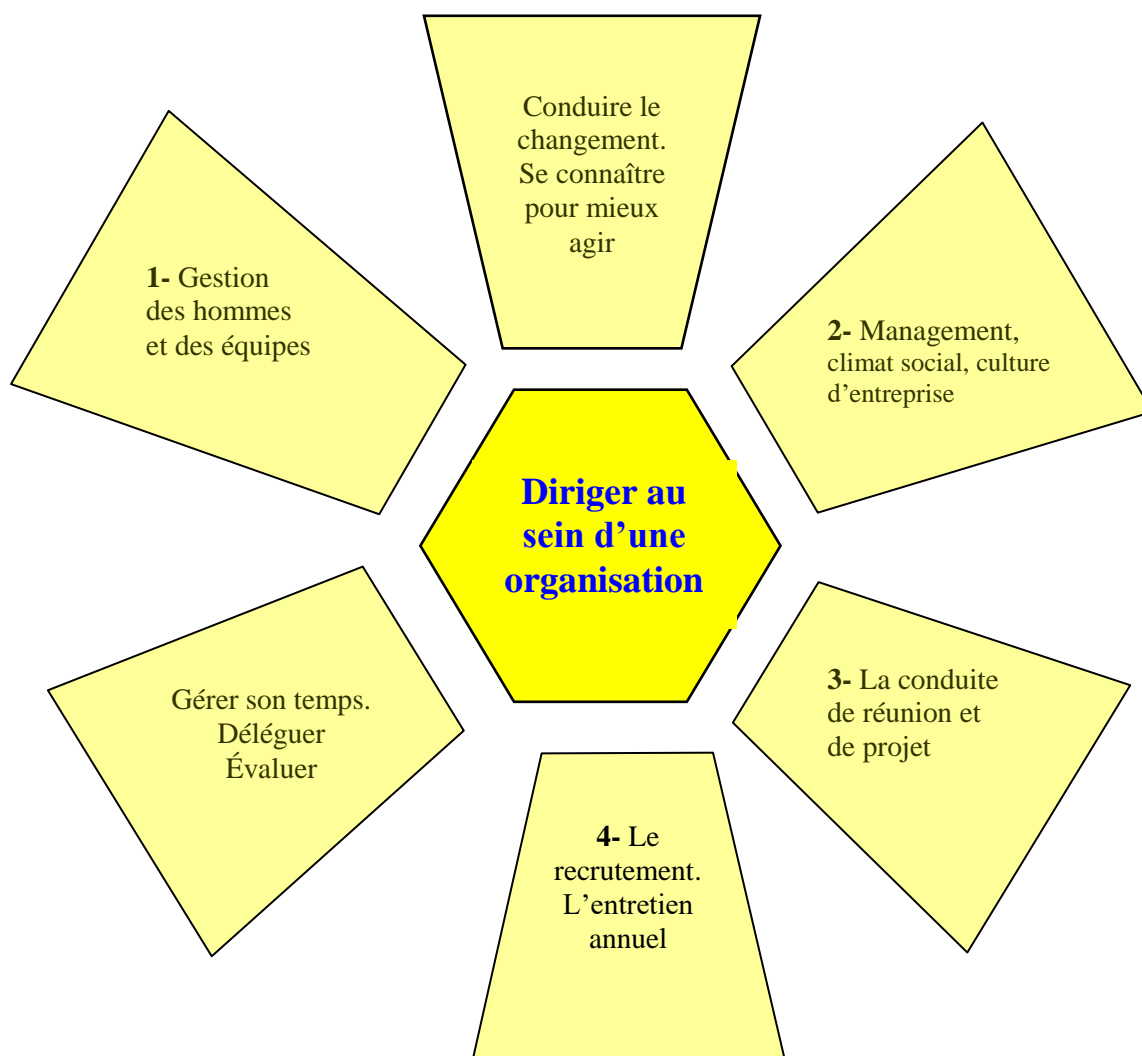 Conduire le
changement.
Se connaître
pour mieux
agir
1- Gestion
des hommes
et des équipes
2- Management,
climat social, culture
d’entreprise
Diriger au
sein d’une
organisation
Gérer son temps.
Déléguer
Évaluer
3- La conduite
de réunion et
de projet
4- Le
recrutement.
L’entretien
annuel